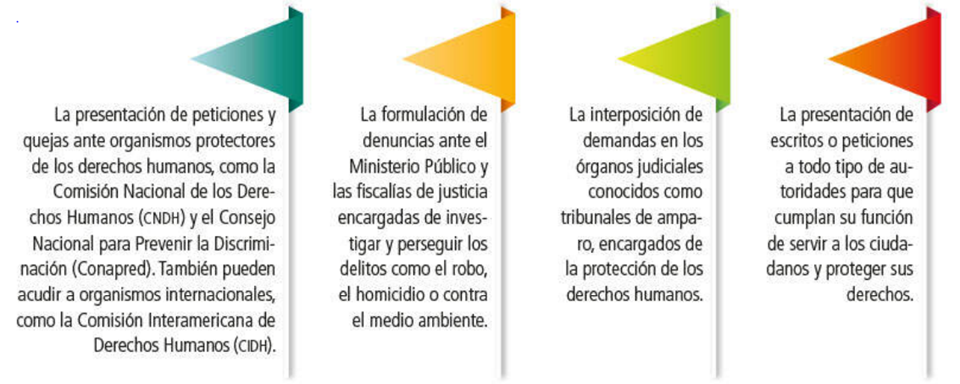 La presentación de peticiones y
quejas ante organismos protectores
de los derechos humanos, como la
Comisión Nacional de los Dere-
chos Humanos (CNDH) y el Consejo
Nacional para Prevenir la Discrimi-
nación (Conapred). También pueden
acudir a organismos internacionales,
como la Comisión Interamericana de
Derechos Humanos (CIDH).
La formulación de
denuncias ante el
Ministerio Público y
las fiscalías de justicia
encargadas de inves-
tigar y perseguir los
delitos como el robo,
el homicidio o contra
el medio ambiente.
La interposición de
demandas en los
órganos judiciales
conocidos como
tribunales de ampa-
ro, encargados de
la protección de los
derechos humanos.
La presentación de
escritos o peticiones
a todo tipo de au-
toridades para que
cumplan su función
de servir a los ciuda-
danos y proteger sus
derechos.